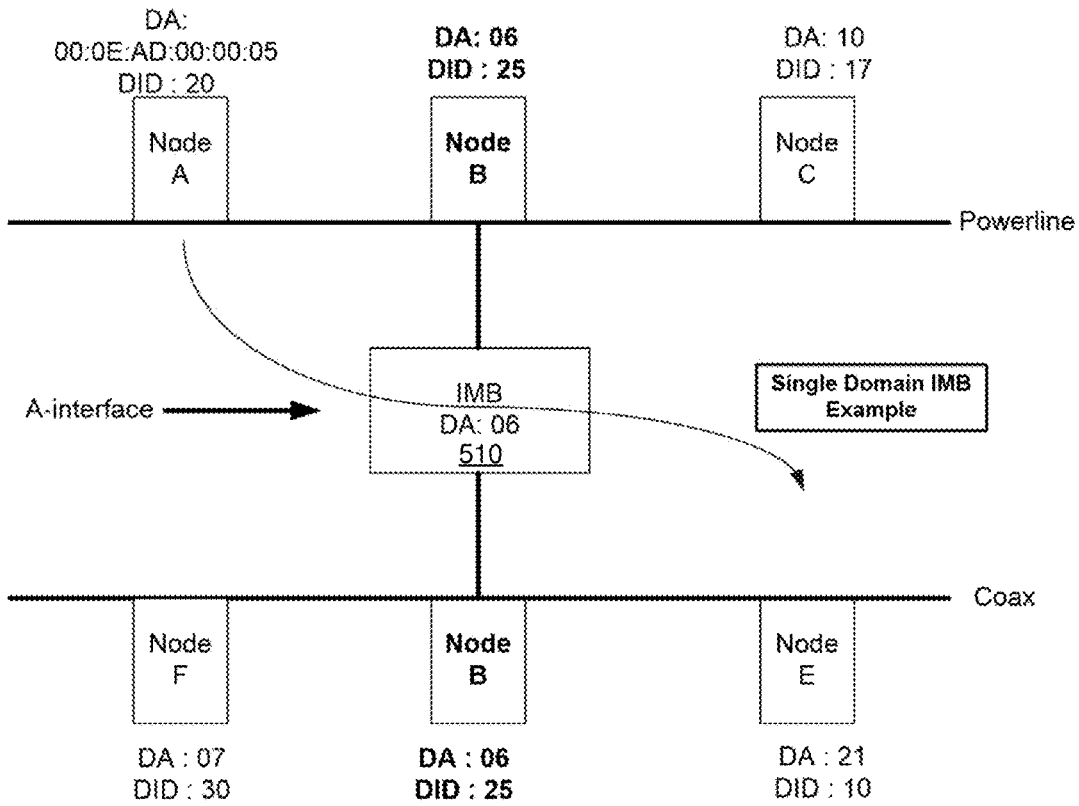 DA:
00:0E:AD:00:00:05
DID : 20
DA: 06
DID : 25
DA: 10
DID : 17
Node
A
Node
B
Node
C
Powerline
A-interface
IMB
DA: 06
510
Single Domain IMB
Example
Coax
Node
F
Node
B
Node
E
DA : 07
DID : 30
DA : 06
DID : 25
DA : 21
DID : 10